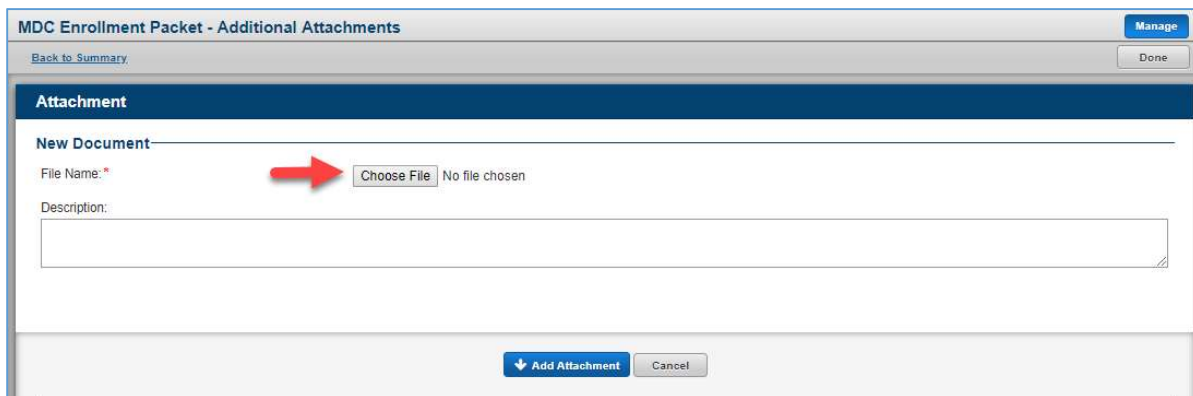 MDC Enrollment Packet - Additional Attachments
Manage
Back to Summary
Done
Attachment
New Document
File Name:*
Choose File No file chosen
Description:
Add Attachment Cancel